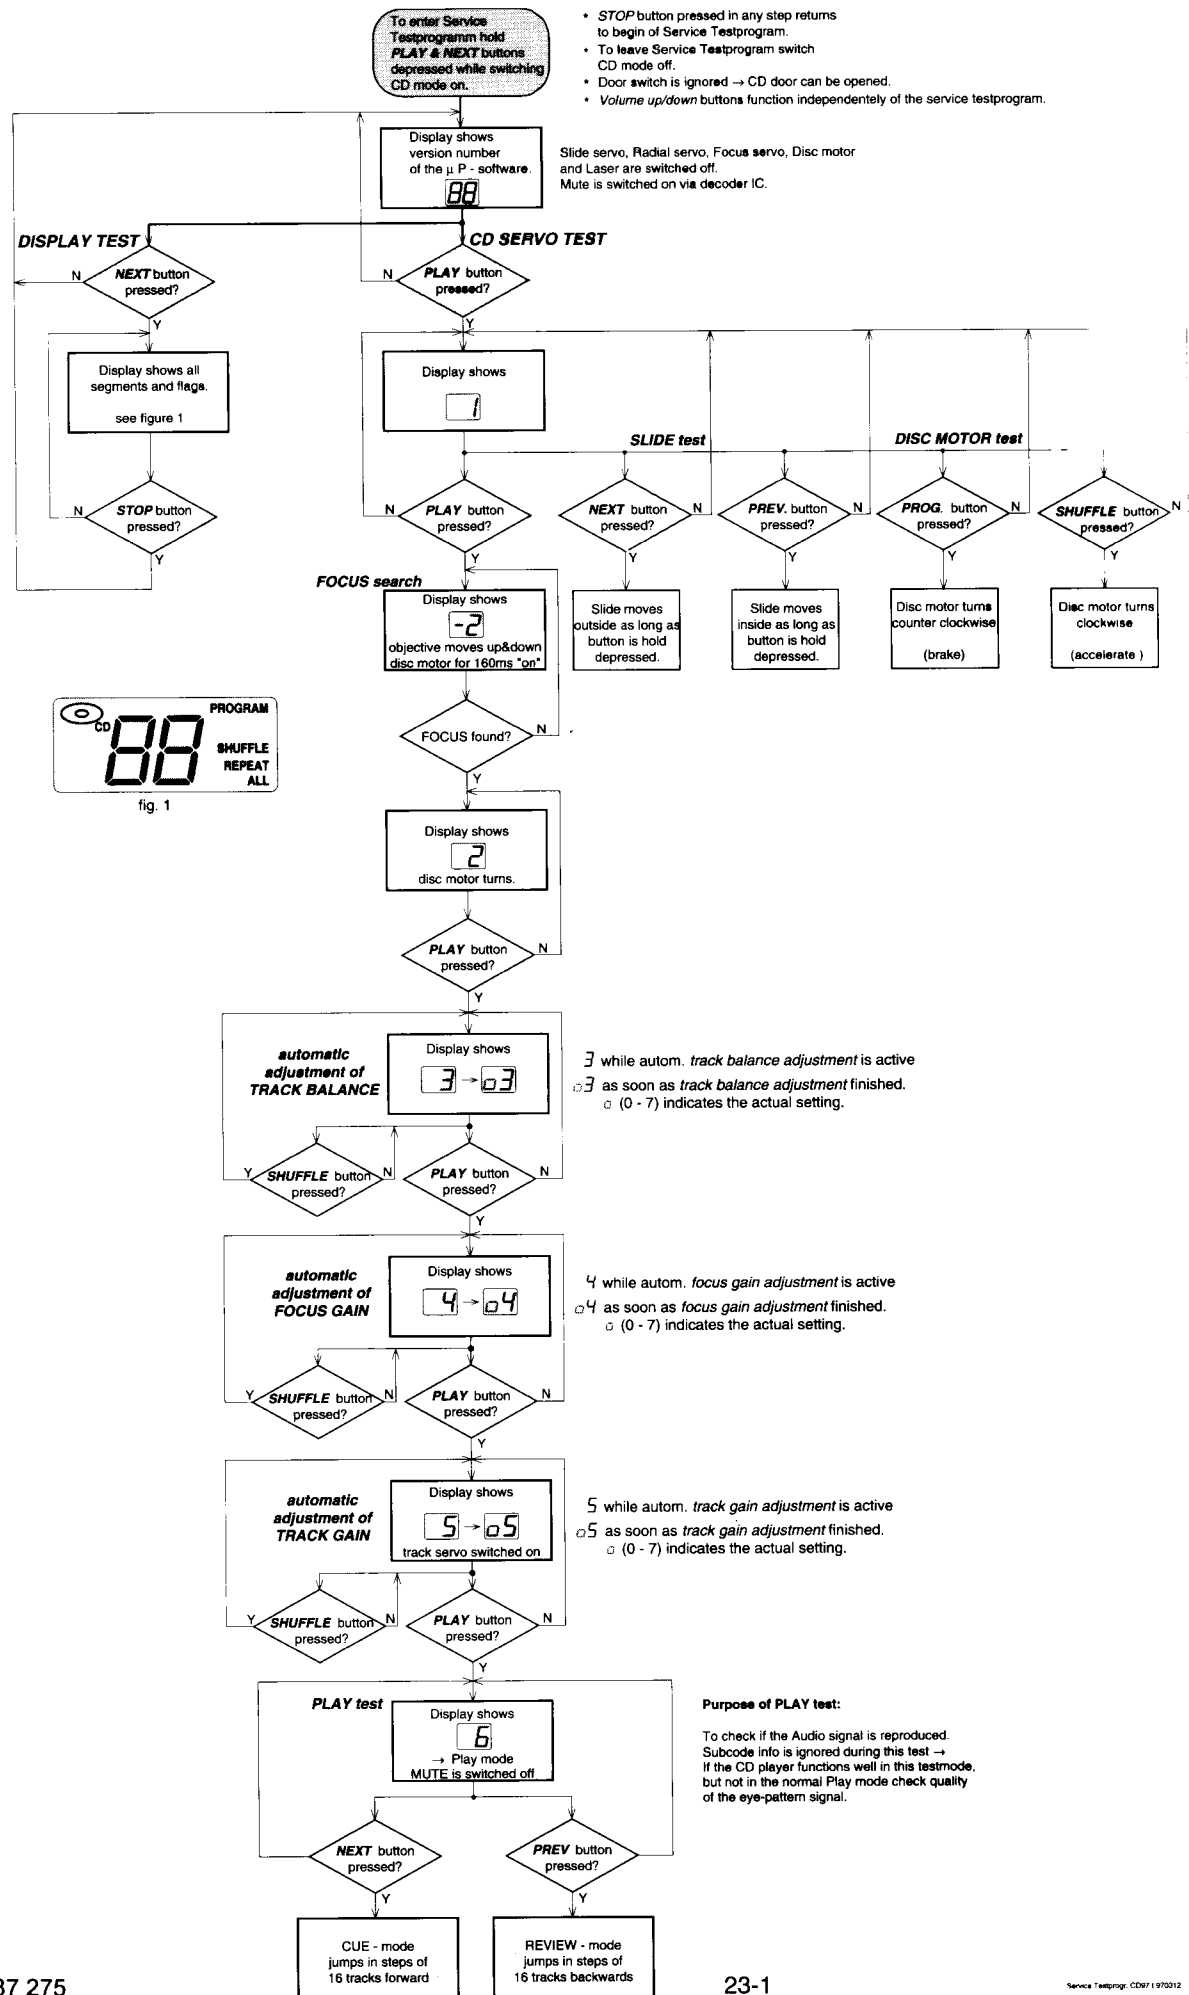 To enter Service
Testprogramm hold
PLAY & NEXT buttons
depressed while switching
CD mode on.
* STOP button pressed in any step returns
to begin of Service Testprogram.
* To leave Service Testprogram switch
CD mode off.
* Door switch is ignored → CD door can be opened.
* Volume up/down buttons function independentely of the service testprogram.
Display shows
version number
of the µ P - software.
88
Slide servo, Radial servo, Focus servo, Disc motor
and Laser are switched off.
Mute is switched on via decoder IC.
DISPLAY TEST
CD SERVO TEST
NEXT button
pressed?
N
Y
PLAY button
pressed?
N
Y
Display shows all
segments and flags.
see figure 1
Display shows
1
SLIDE test
DISC MOTOR test
STOP button
pressed?
N
Y
PLAY button
pressed?
N
Y
NEXT button
pressed?
N
Y
PREV. button
pressed?
N
Y
PROG. button
pressed?
N
Y
SHUFFLE button
pressed?
N
Y
FOCUS search
Display shows
-2
objective moves up&down
disc motor for 160ms "on"
Slide moves
outside as long as
button is hold
depressed.
Slide moves
inside as long as
button is hold
depressed.
Disc motor turns
counter clockwise
(brake)
Disc motor turns
clockwise
(accelerate )
CD
88
PROGRAM
SHUFFLE
REPEAT
ALL
fig. 1
FOCUS found?
N
Y
Display shows
2
disc motor turns.
PLAY button
pressed?
N
Y
automatic
adjustment of
TRACK BALANCE
Display shows
3 → o3
3 while autom. track balance adjustment is active
o3 as soon as track balance adjustment finished.
o (0 - 7) indicates the actual setting.
Y
SHUFFLE button
pressed?
N
PLAY button
pressed?
N
Y
automatic
adjustment of
FOCUS GAIN
Display shows
4 → o4
4 while autom. focus gain adjustment is active
o4 as soon as focus gain adjustment finished.
o (0 - 7) indicates the actual setting.
Y
SHUFFLE button
pressed?
N
PLAY button
pressed?
N
Y
automatic
adjustment of
TRACK GAIN
Display shows
5 → o5
track servo switched on
5 while autom. track gain adjustment is active
o5 as soon as track gain adjustment finished.
o (0 - 7) indicates the actual setting.
Y
SHUFFLE button
pressed?
N
PLAY button
pressed?
N
Y
PLAY test
Display shows
6
→ Play mode
MUTE is switched off
Purpose of PLAY test:
To check if the Audio signal is reproduced.
Subcode info is ignored during this test →
If the CD player functions well in this testmode,
but not in the normal Play mode check quality
of the eye-pattern signal.
NEXT button
pressed?
Y
PREV button
pressed?
Y
CUE - mode
jumps in steps of
16 tracks forward
REVIEW - mode
jumps in steps of
16 tracks backwards
37 275
23-1
Service Testprogr. CD97 I 970312